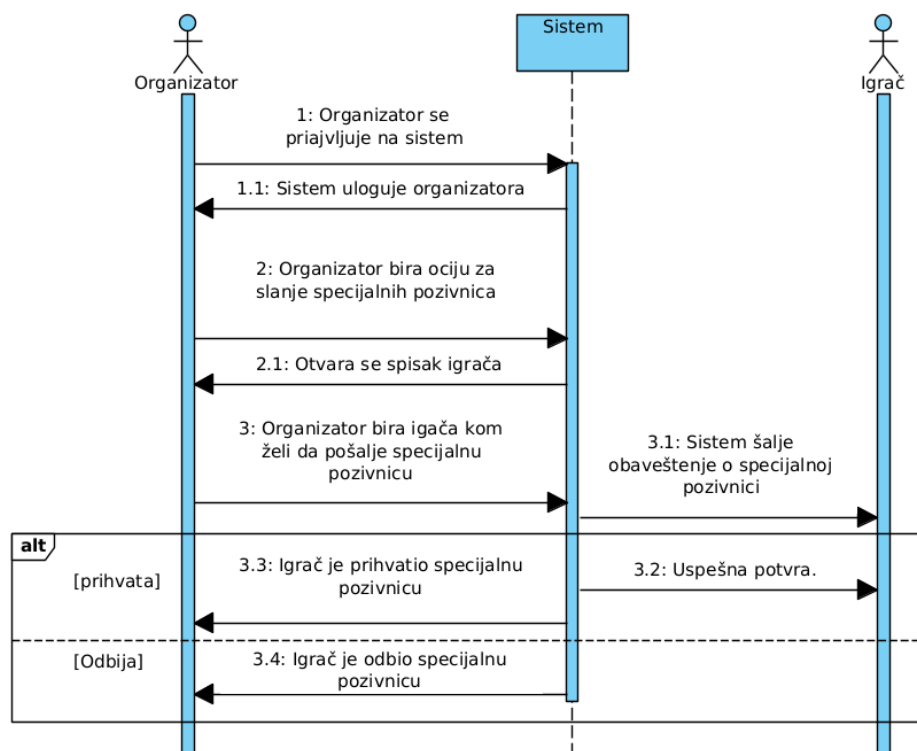 Sistem
Organizator
Igrač
1: Organizator se
priajvljuje na sistem
1.1: Sistem uloguje organizatora
2: Organizator bira ociju za
slanje specijalnih pozivnica
2.1: Otvara se spisak igrača
3: Organizator bira igača kom
želi da pošalje specijalnu
pozivnicu
3.1: Sistem šalje
obaveštenje o specijalnoj
pozivnici
alt
[prihvata]
3.3: Igrač je prihvatio specijalnu
pozivnicu
3.2: Uspešna potvra.
[Odbija]
3.4: Igrač je odbio specijalnu
pozivnicu